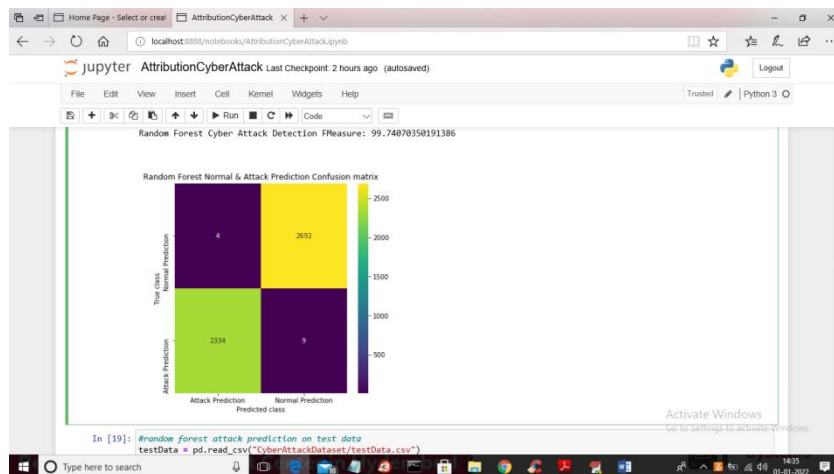 Home Page - Select or creat
AttributionCyberAttack
localhost:8888/notebooks/AttributionCyberAttack.ipynb
Jupyter AttributionCyberAttack Last Checkpoint: 2 hours ago (autosaved)
Logout
File Edit View Insert Cell Kernel Widgets Help
Trusted Python 3
Run Code
Random Forest Cyber Attack Detection FMeasure: 99.74070350191386
Random Forest Normal & Attack Prediction Confusion matrix
4 2692
2334 9
True class
Normal Prediction
Attack Prediction
2500
2000
1500
1000
500
Attack Prediction Normal Prediction
Predicted class
Activate Windows
Go to Settings to activate Windows.
In [19]: #random forest attack prediction on test data
testData = pd.read_csv("CyberAttackDataset/testData.csv")
Type here to search
14:35
01-01-2022